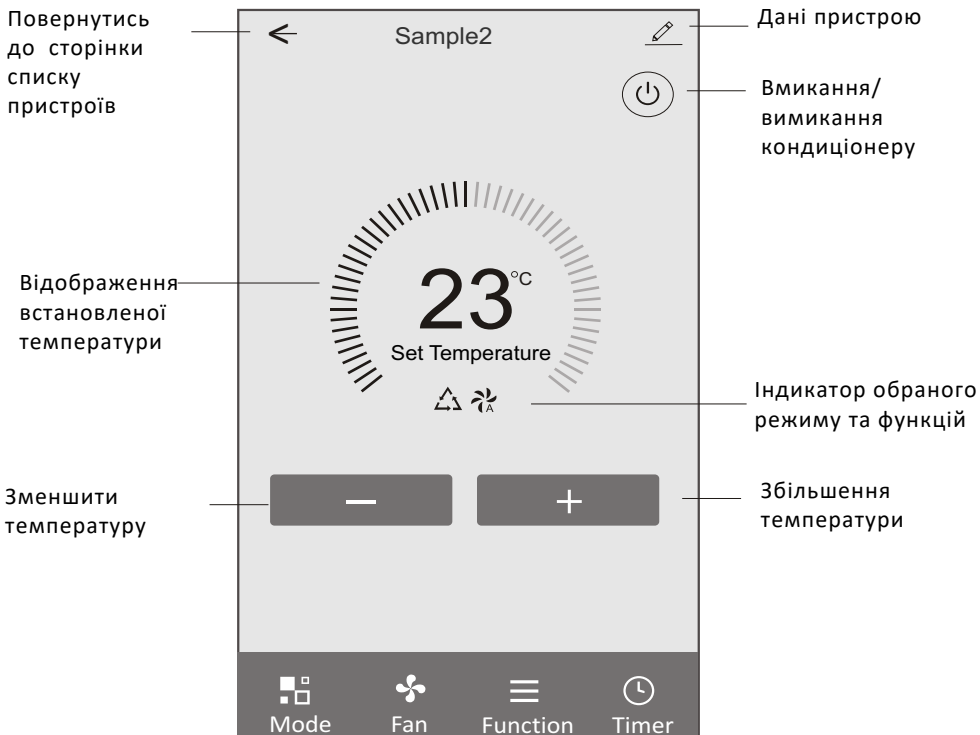 Повернутись
до сторінки
списку
пристроїв
Sample2
Дані пристрою
Вмикання/
вимикання
кондиціонеру
Відображення
встановленої
температури
23°C
Set Temperature
A
Індикатор обраного
режиму та функцій
Зменшити
температуру
Збільшення
температури
Mode Fan Function Timer